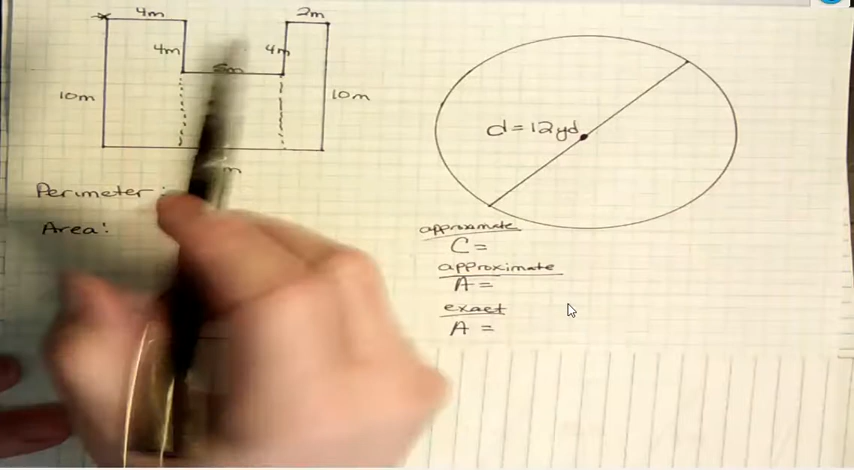 4m
2m
4m
4m
10m
10m
m
d=12yd
Perimeter:
Area:
approximate
C =
approximate
A =
exact
A =